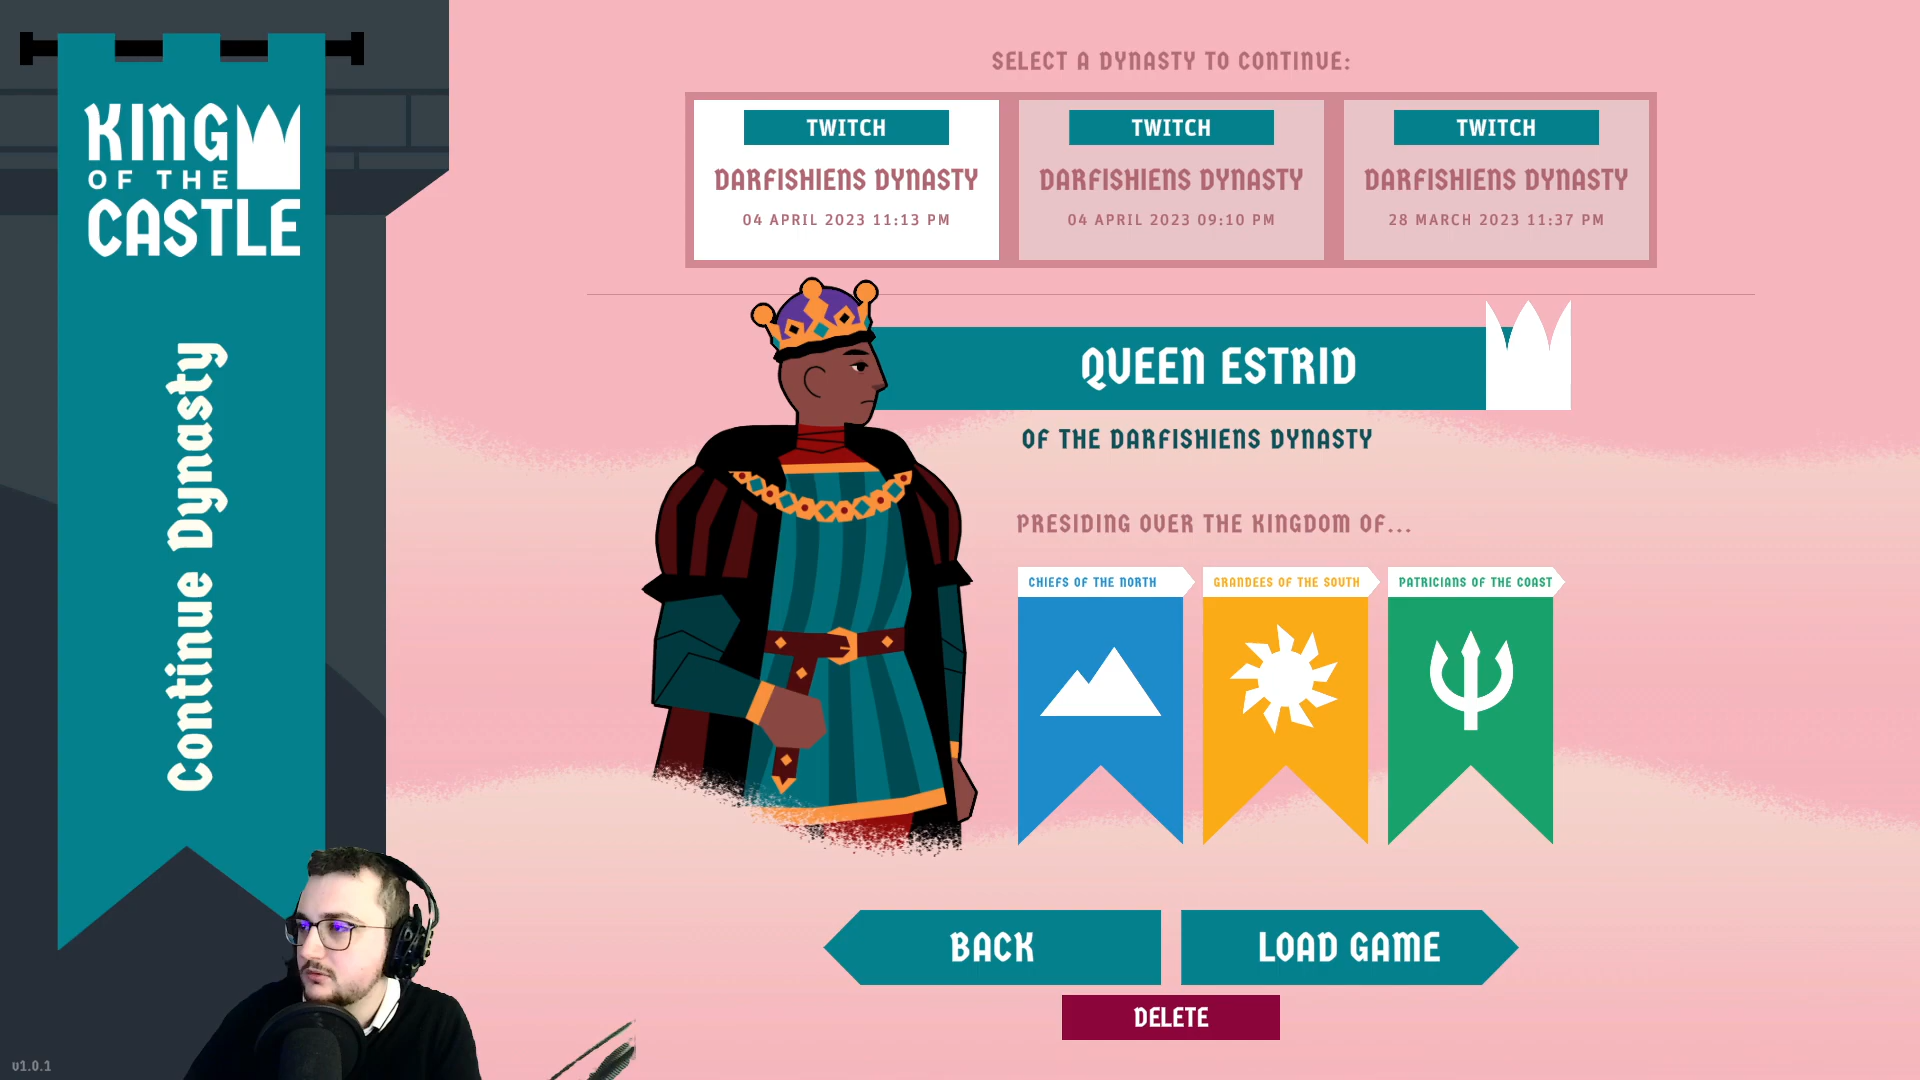 KING
OF THE
CASTLE
Continue Dynasty
SELECT A DYNASTY TO CONTINUE:
TWITCH
DARFISHIENS DYNASTY
04 APRIL 2023 11:13 PM
TWITCH
DARFISHIENS DYNASTY
04 APRIL 2023 09:10 PM
TWITCH
DARFISHIENS DYNASTY
28 MARCH 2023 11:37 PM
QUEEN ESTRID
OF THE DARFISHIENS DYNASTY
PRESIDING OVER THE KINGDOM OF...
CHIEFS OF THE NORTH
GRANDEES OF THE SOUTH
PATRICIANS OF THE COAST
BACK
LOAD GAME
DELETE
v1.0.1